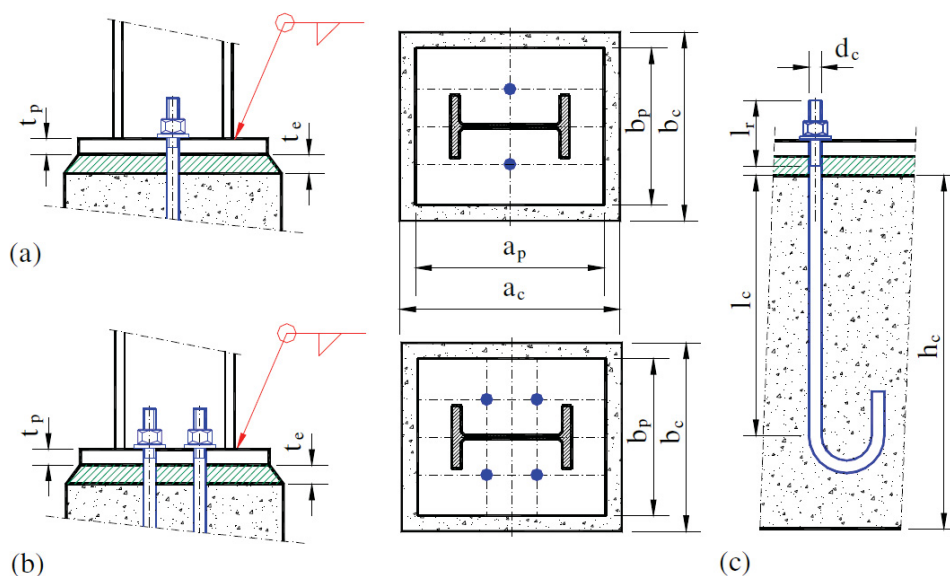 t_p
t_e
(a)
b_p
b_c
a_p
a_c
t_p
t_e
(b)
b_p
b_c
d_c
l_r
l_c
h_c
(c)